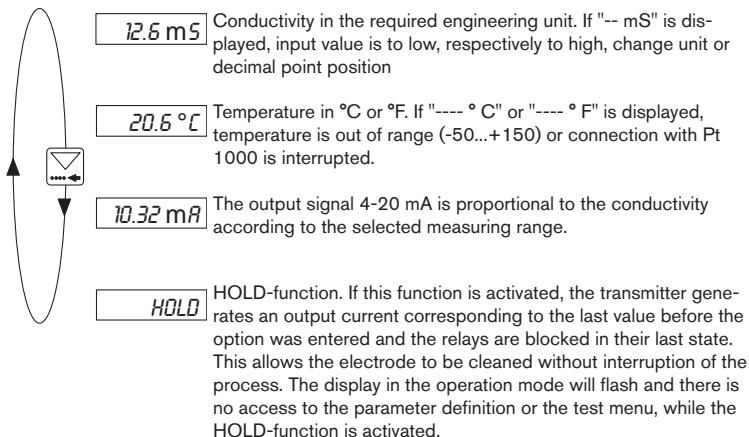 12.6 mS
Conductivity in the required engineering unit. If "-- mS" is dis-
played, input value is to low, respectively to high, change unit or
decimal point position
20.6 °C
Temperature in °C or °F. If "---- ° C" or "---- ° F" is displayed,
temperature is out of range (-50...+150) or connection with Pt
1000 is interrupted.
10.32 mA
The output signal 4-20 mA is proportional to the conductivity
according to the selected measuring range.
HOLD
HOLD-function. If this function is activated, the transmitter gene-
rates an output current corresponding to the last value before the
option was entered and the relays are blocked in their last state.
This allows the electrode to be cleaned without interruption of the
process. The display in the operation mode will flash and there is
no access to the parameter definition or the test menu, while the
HOLD-function is activated.